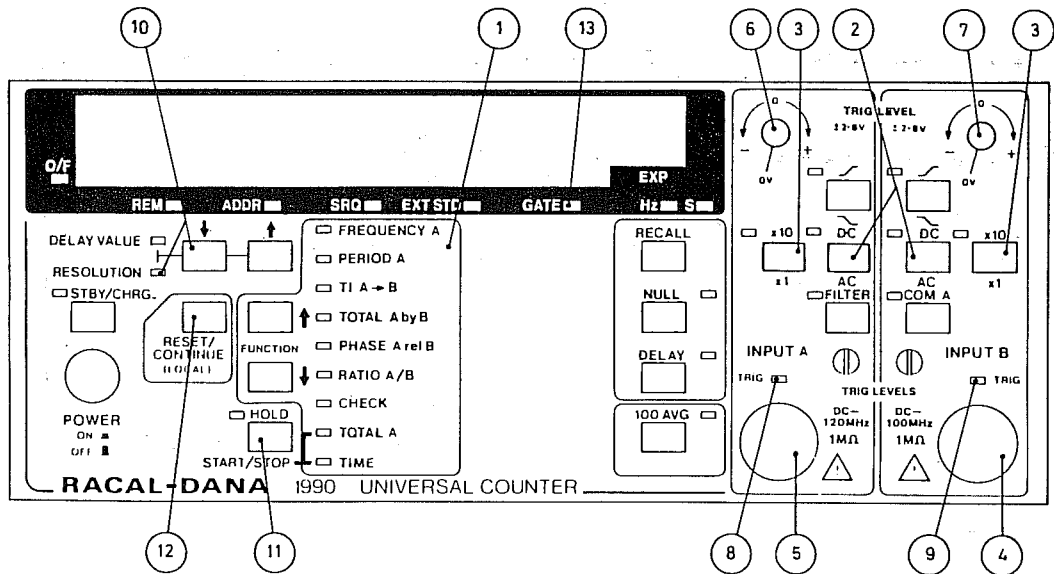 10 1 13 6 3 2 7 3
O/F
EXP
REM ADDR SRQ EXT STD GATE Hz S
DELAY VALUE ↓ ↑
RESOLUTION
STBY/CHRG.
RESET/
CONTINUE
(LOCAL)
POWER
ON
OFF
FUNCTION ↑ ↓
HOLD
START/STOP
FREQUENCY A
PERIOD A
TI A → B
TOTAL A by B
PHASE A rel B
RATIO A/B
CHECK
TOTAL A
TIME
RECALL
NULL
DELAY
100 AVG
TRIG LEVEL
±2-8V ±2-8V
− +
0V
− +
0V
x10 DC DC x10
x1 AC AC x1
FILTER COM A
INPUT A INPUT B
TRIG TRIG
TRIG LEVELS
DC– DC–
120MHz 100MHz
1MΩ 1MΩ
RACAL-DANA 1990 UNIVERSAL COUNTER
12 11 8 5 9 4